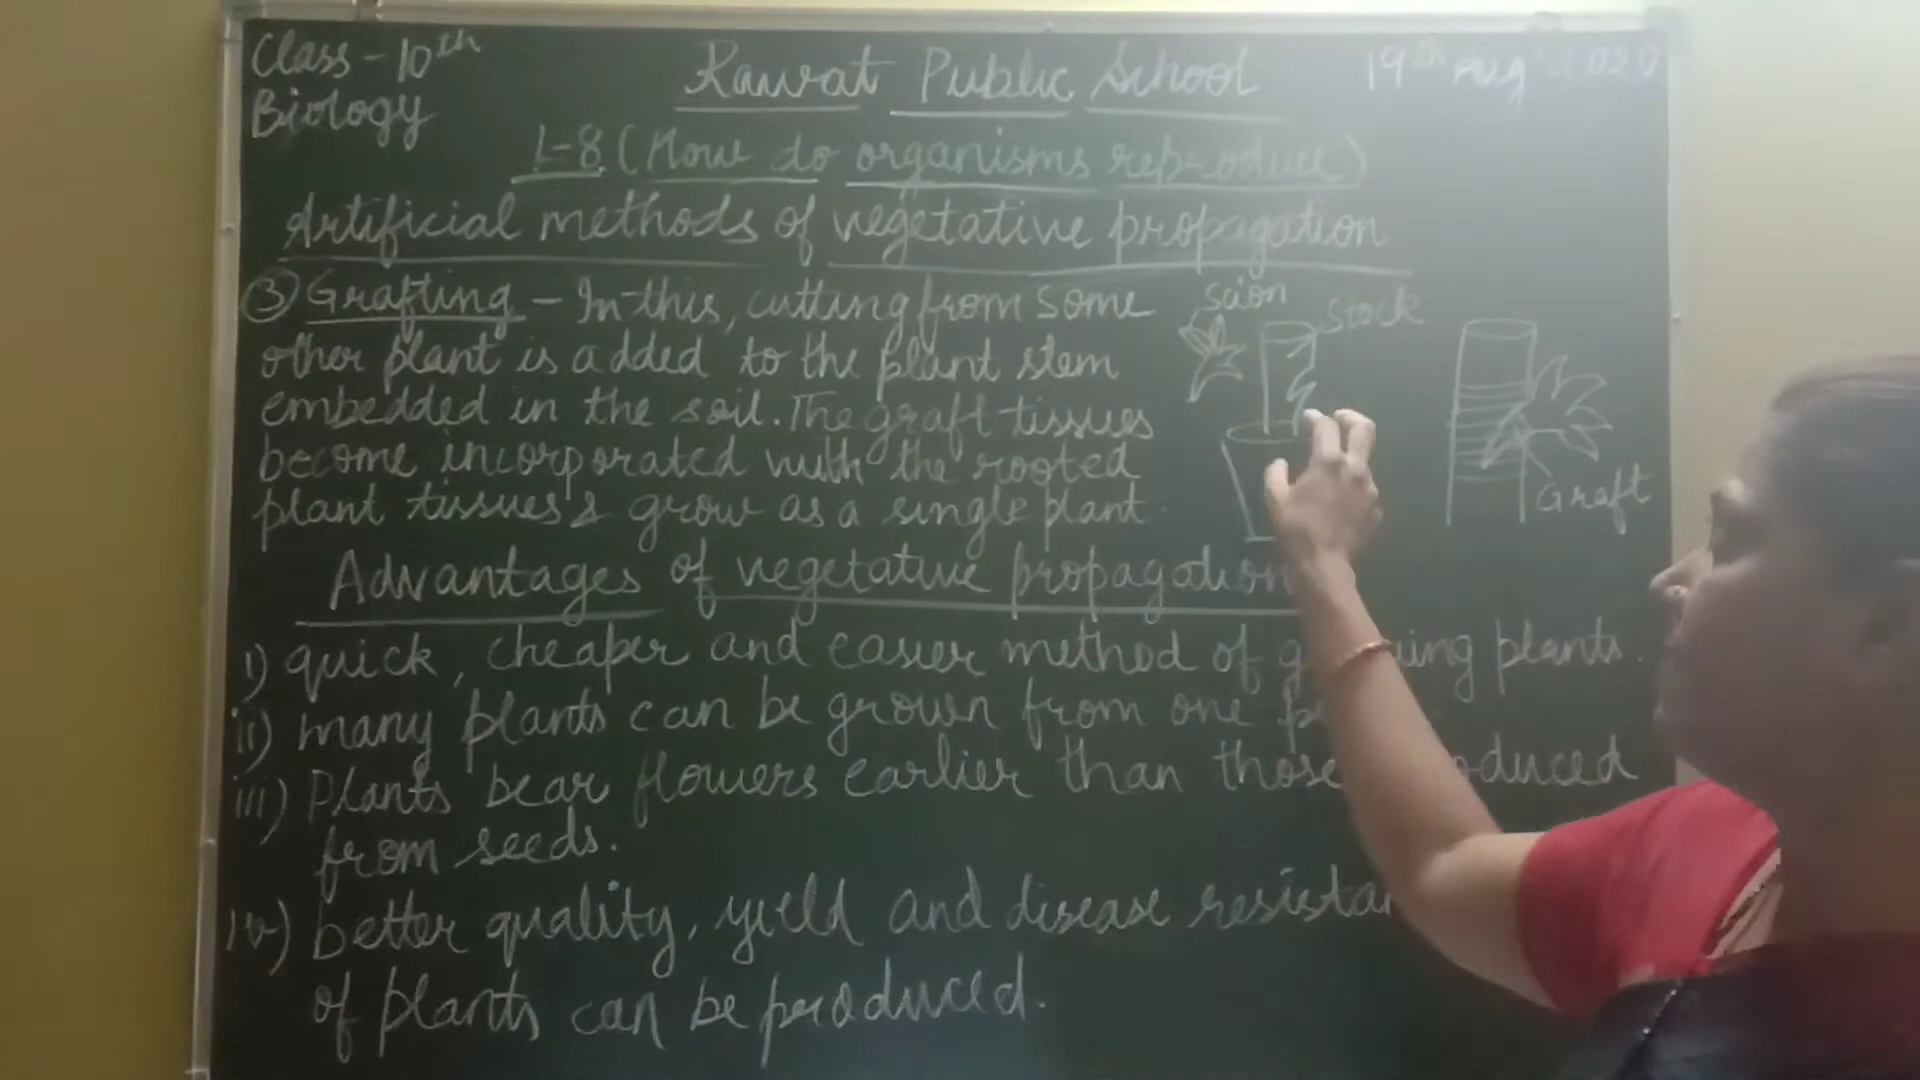 Class - 10th
Biology
Rawat Public School
19th Aug 2020
L-8 (How do organisms reproduce)
Artificial methods of vegetative propagation
③ Grafting - In this, cutting from some
other plant is added to the plant stem
embedded in the soil. The graft tissues
become incorporated with the rooted
plant tissues & grow as a single plant.
Scion
Stock
Graft
Advantages of vegetative propagation
i) quick, cheaper and easier method of plants.
ii) many plants can be grown from one
iii) Plants bear flowers earlier than those
from seeds.
iv) better quality, yield and disease
of plants can be produced.